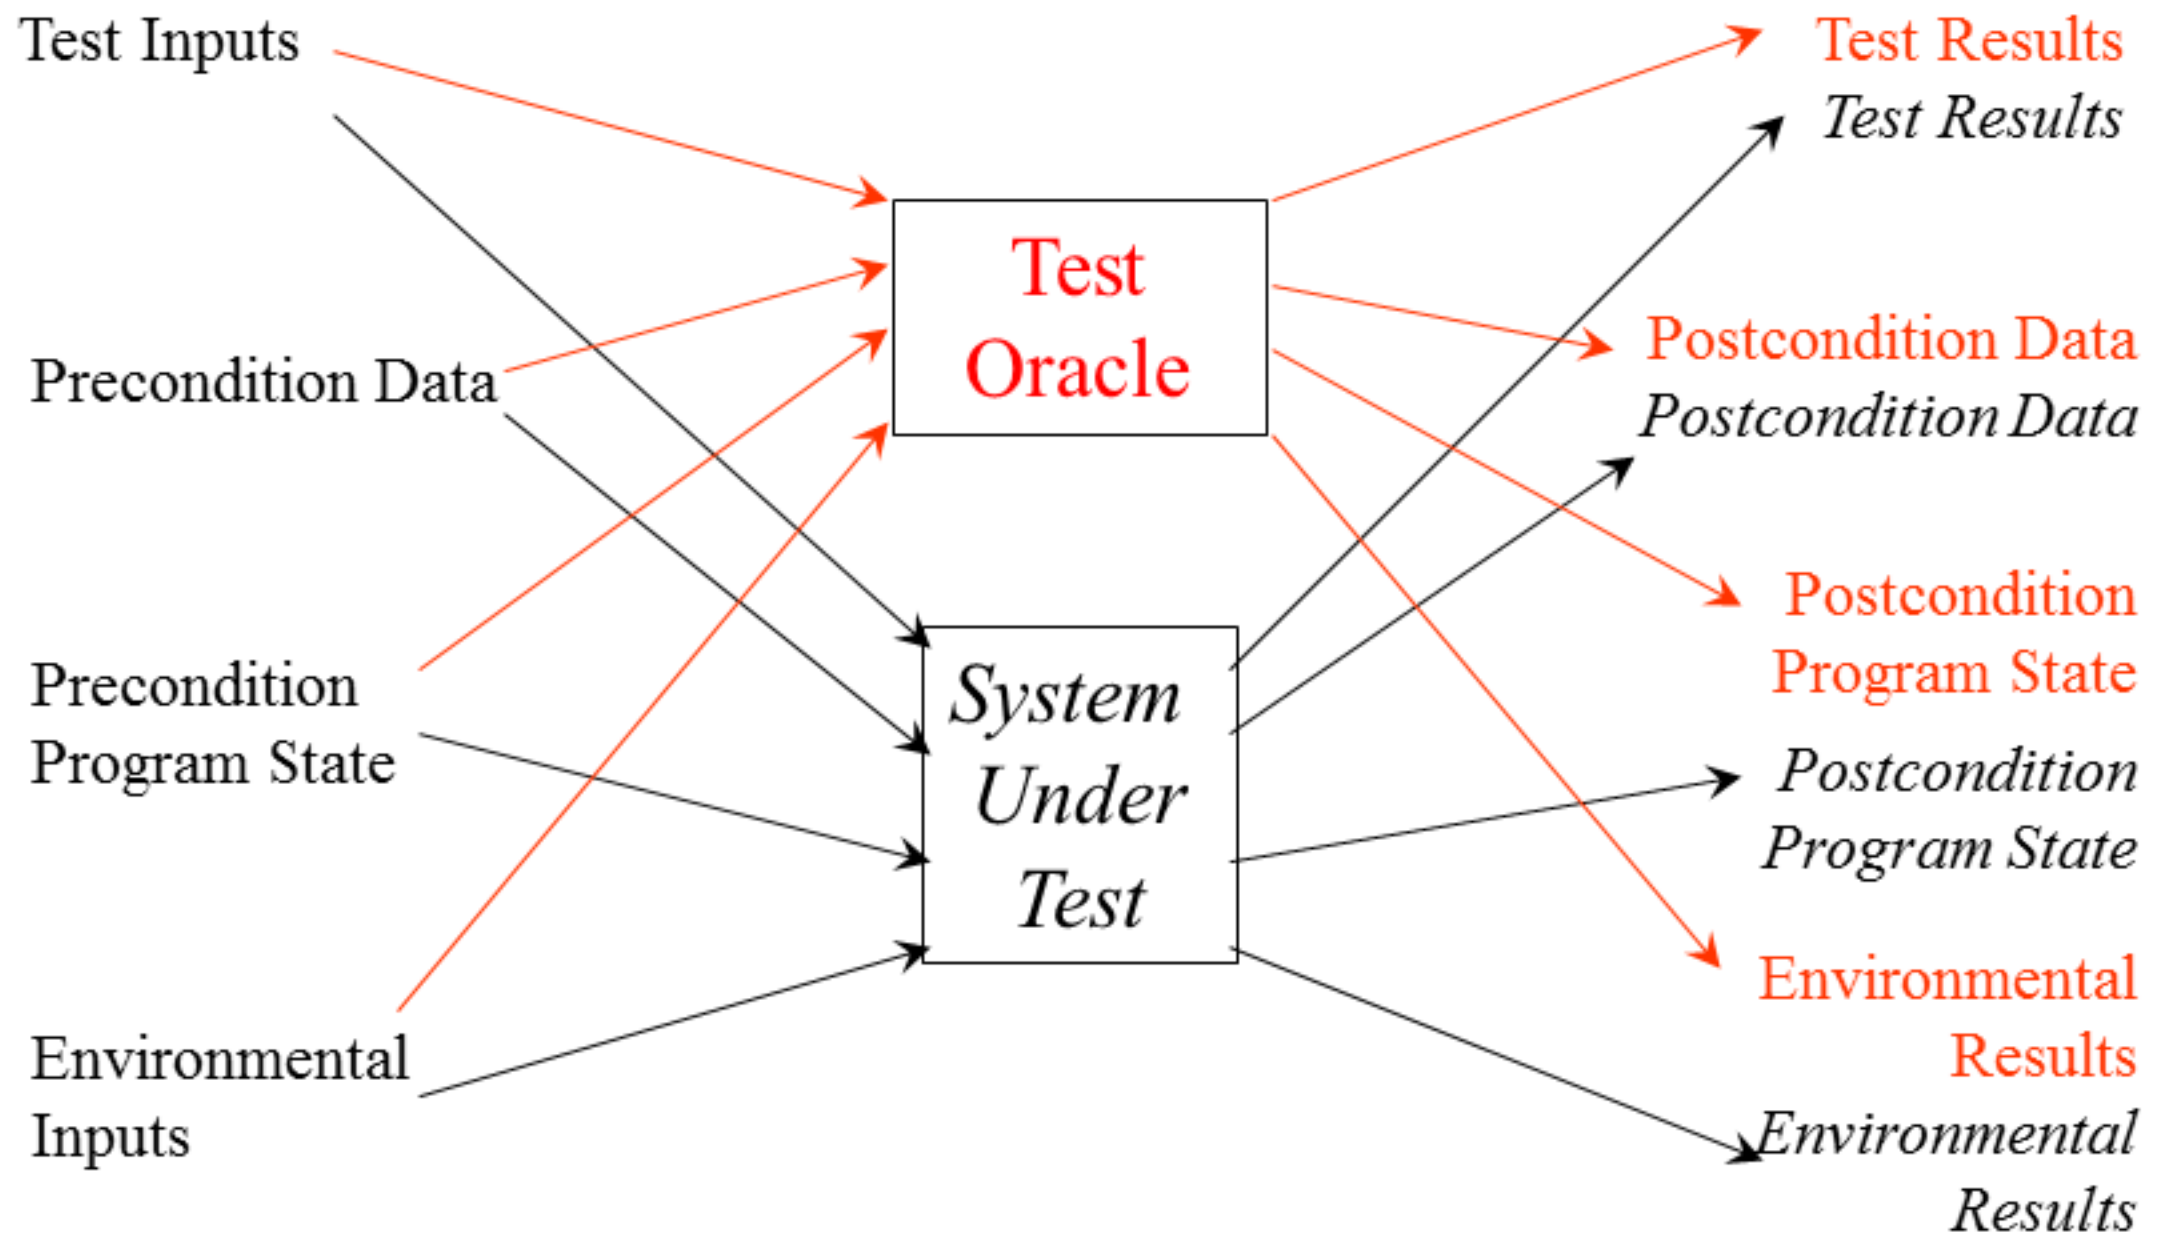 Test Inputs
Precondition Data
Precondition
Program State
Environmental
Inputs
Test
Oracle
System
Under
Test
Test Results
Test Results
Postcondition Data
Postcondition Data
Postcondition
Program State
Postcondition
Program State
Environmental
Results
Environmental
Results